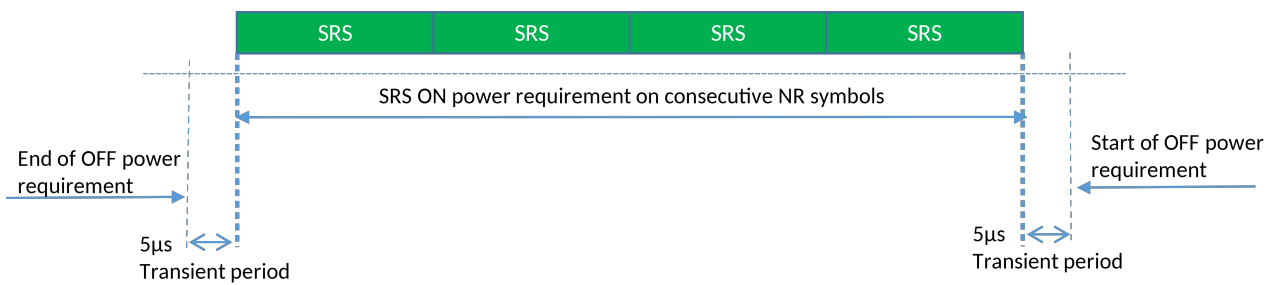 SRS SRS SRS SRS
SRS ON power requirement on consecutive NR symbols
End of OFF power
requirement
Start of OFF power
requirement
5µs
Transient period
5µs
Transient period